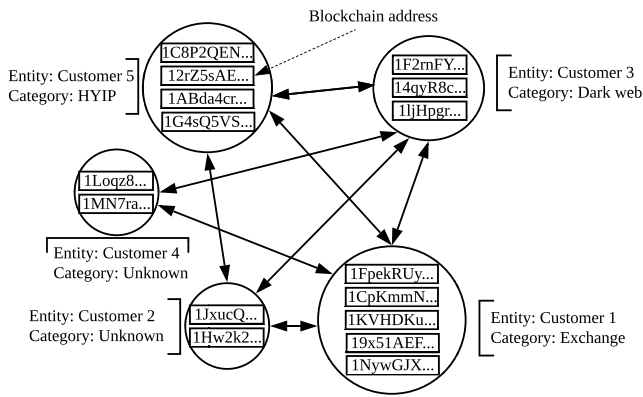 Blockchain address
Entity: Customer 5
Category: HYIP
1C8P2QEN...
12rZ5sAE...
1ABda4cr...
1G4sQ5VS...
1F2rnFY...
14qyR8c...
1ljHpgr...
Entity: Customer 3
Category: Dark web
1Loqz8...
1MN7ra...
Entity: Customer 4
Category: Unknown
Entity: Customer 2
Category: Unknown
1JxucQ...
1Hw2k2...
1FpekRUy...
1CpKmmN...
1KVHDKu...
19x51AEF...
1NywGJX...
Entity: Customer 1
Category: Exchange